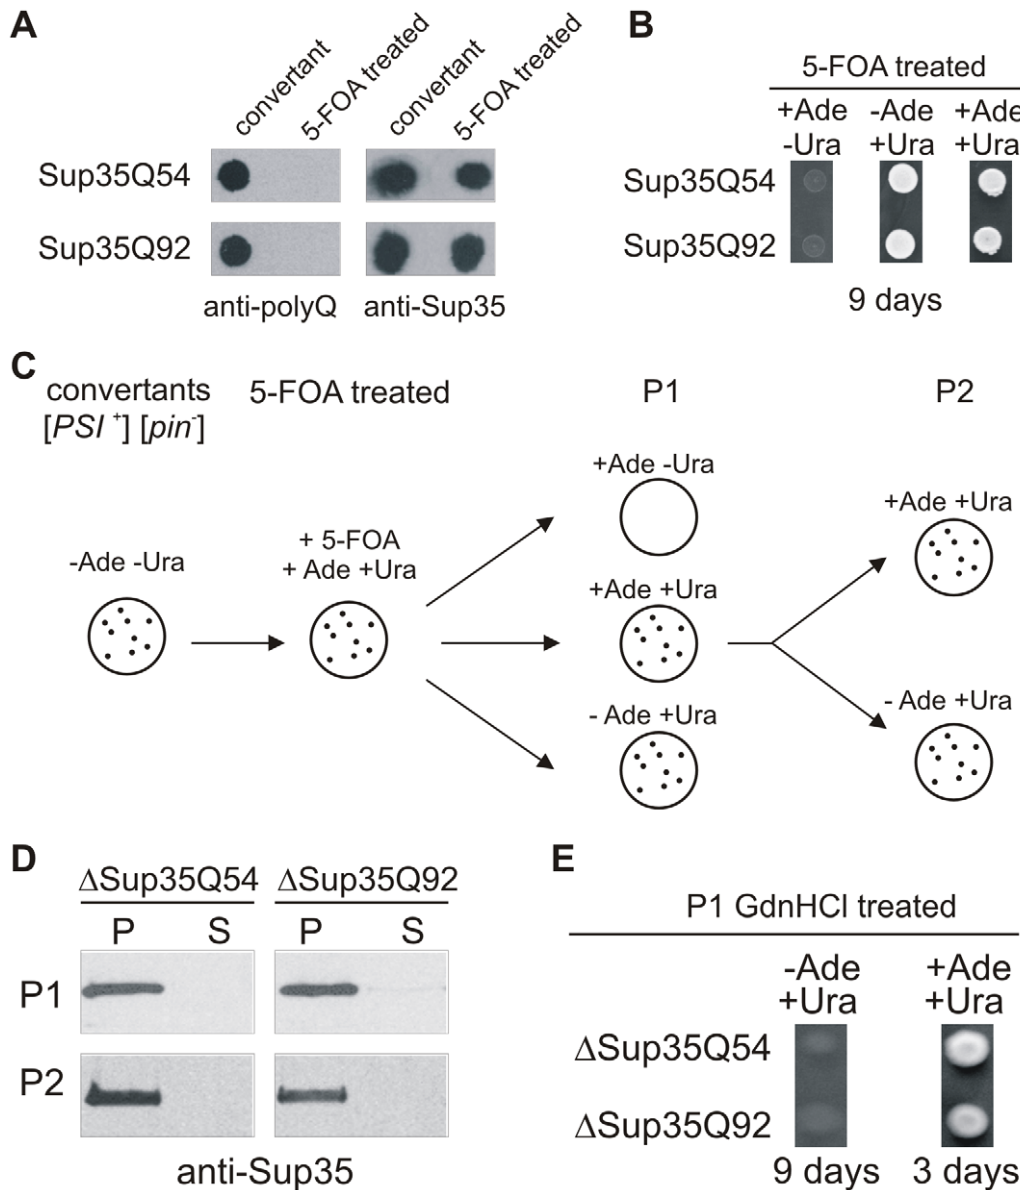 A
convertant
5-FOA treated
convertant
5-FOA treated
Sup35Q54
Sup35Q92
anti-polyQ
anti-Sup35
B
5-FOA treated
+Ade -Ade +Ade
-Ura +Ura +Ura
Sup35Q54
Sup35Q92
9 days
C
convertants 5-FOA treated P1 P2
[PSI +] [pin-]
+Ade -Ura
+Ade +Ura
+ 5-FOA
-Ade -Ura
+ Ade +Ura
+Ade +Ura
- Ade +Ura
- Ade +Ura
D
ΔSup35Q54 ΔSup35Q92
P S P S
P1
P2
anti-Sup35
E
P1 GdnHCl treated
-Ade +Ade
+Ura +Ura
ΔSup35Q54
ΔSup35Q92
9 days 3 days